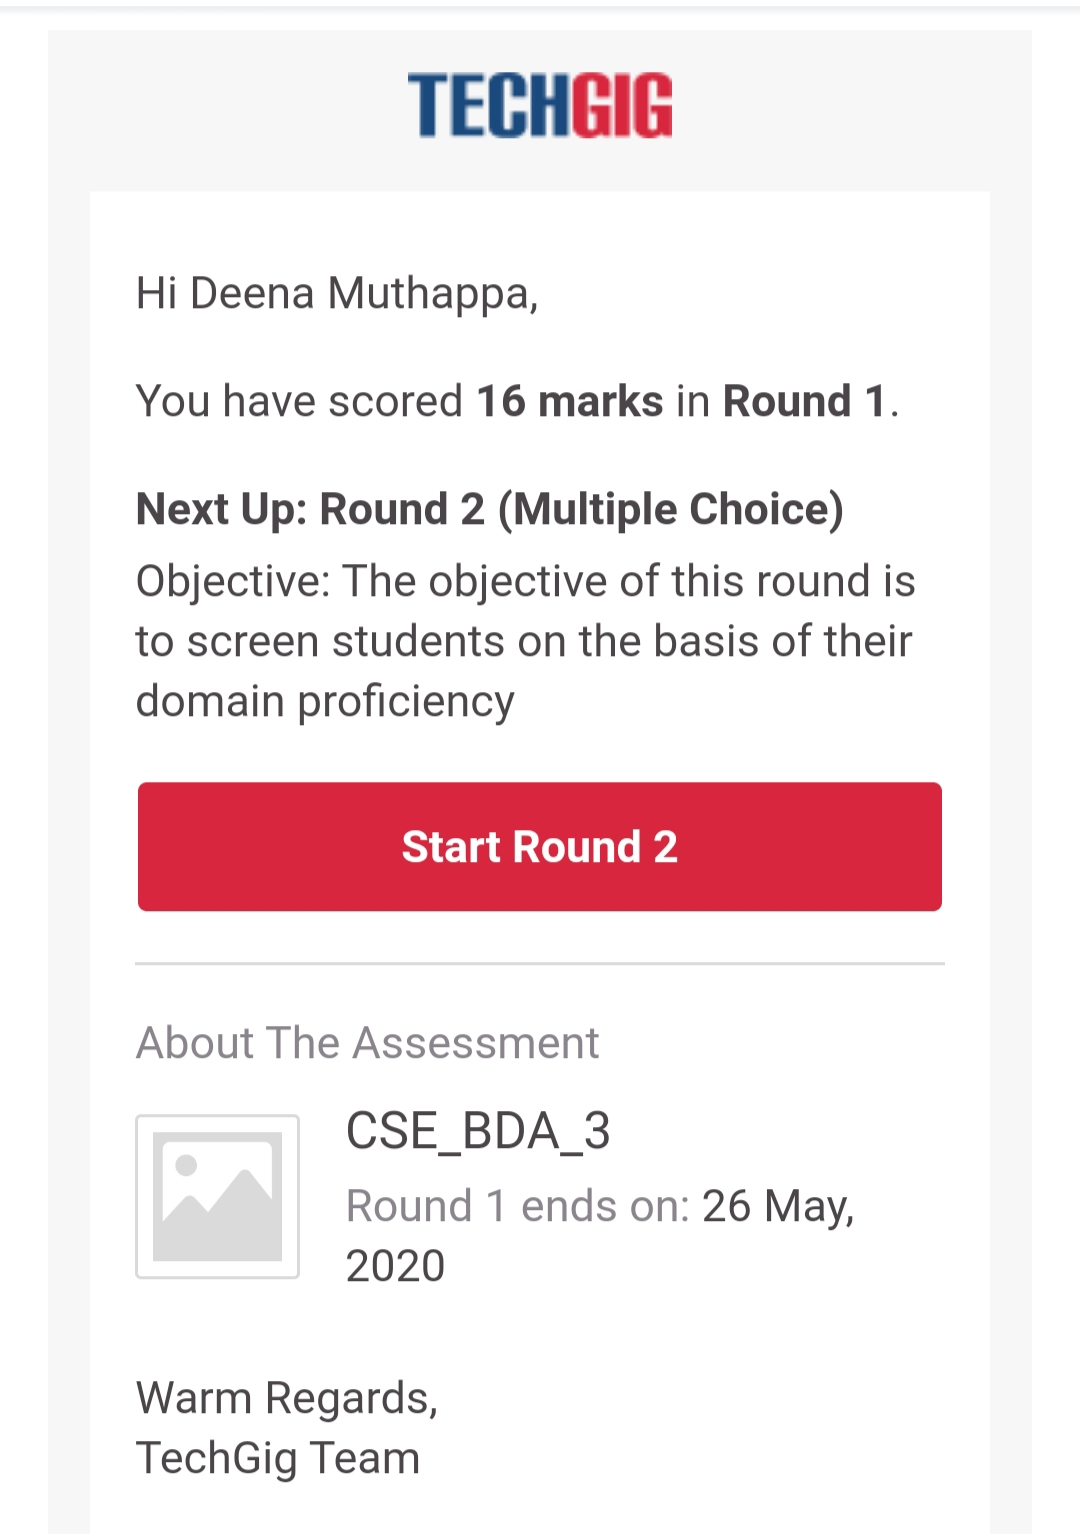 TECHGIG
Hi Deena Muthappa,
You have scored 16 marks in Round 1.
Next Up: Round 2 (Multiple Choice)
Objective: The objective of this round is
to screen students on the basis of their
domain proficiency
Start Round 2
About The Assessment
CSE_BDA_3
Round 1 ends on: 26 May,
2020
Warm Regards,
TechGig Team